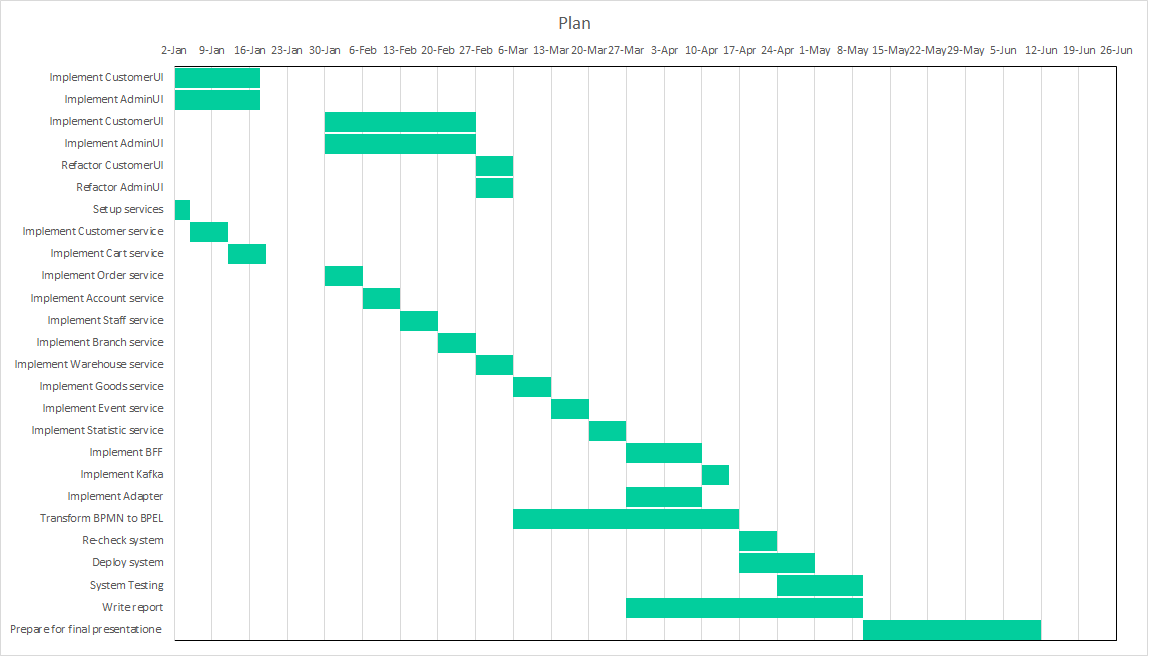 Plan
2-Jan 9-Jan 16-Jan 23-Jan 30-Jan 6-Feb 13-Feb 20-Feb 27-Feb 6-Mar 13-Mar 20-Mar 27-Mar 3-Apr 10-Apr 17-Apr 24-Apr 1-May 8-May 15-May 22-May 29-May 5-Jun 12-Jun 19-Jun 26-Jun
Implement CustomerUI
Implement AdminUI
Implement CustomerUI
Implement AdminUI
Refactor CustomerUI
Refactor AdminUI
Setup services
Implement Customer service
Implement Cart service
Implement Order service
Implement Account service
Implement Staff service
Implement Branch service
Implement Warehouse service
Implement Goods service
Implement Event service
Implement Statistic service
Implement BFF
Implement Kafka
Implement Adapter
Transform BPMN to BPEL
Re-check system
Deploy system
System Testing
Write report
Prepare for final presentatione